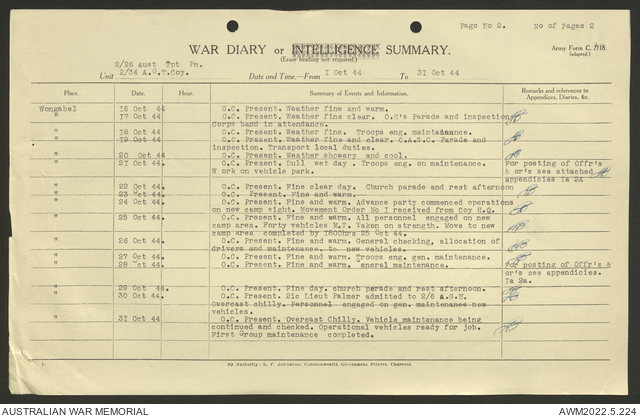 Page No 2. No of Pages 2
WAR DIARY or INTELLIGENCE SUMMARY.
(Erase heading not required.)
Army Form C. 2118.
(adapted.)
2/26 Aust Tpt Pn.
Unit 2/34 A.G.T.Coy. Date and Time.—From 1 Oct 44 To 31 Oct 44
Place. Date. Hour. Summary of Events and Information. Remarks and references to
Appendices, Diaries, &c.
Wongabel 16 Oct 44 O.C. Present. Weather fine and warm.
" 17 Oct 44 O.C. Present. Weather fine clear. O.C's Parade and inspection
Corps band in attendance.
" 18 Oct 44 O.C. Present. Weather fine. Troops eng. maintainance.
" 19 Oct 44 O.C. Present. Weather fine and clear. C.A.S.C. Parade and
inspection. Transport local duties.
" 20 Oct 44 O.C. Present. Weather showery and cool.
" 21 Oct 44 O.C. Present. Dull wet day. Troops eng. on maintenance. For posting of Offr's
W ork on vehicle park. & or's see attached
appendicies Ia 2a
" 22 Oct 44 O.C. Present. Fine clear day. Church parade and rest afternoon
" 23 Oct 44 O.C. Present. Fine and warm.
" 24 Oct 44 O.C. Present. Fine and warm. Advance party commenced operations
on new camp sight. Movement Order No I received from Coy H.Q.
" 25 Oct 44 O.C. Present. Fine and warm. All personnel engaged on new
camp area. Forty vehicles M.T. Taken on strength. Move to new
camp area completed by 1800hrs 25 Oct 44.
" 26 Oct 44 O.C. Present. Fine and warm. General checking, allocation of
drivers and maintenance to new vehicles.
" 27 Oct 44 O.C. Present. Fine and warm. Troops eng. gen. maintenance.
" 28 Oct 44 O.C. Present. Fine and warm. eneral maintenance. For posting of Offr's &
or's see appendicies.
Ia 2a.
" 29 Oct 44. O.C. Present. Fine day. church parade and rest afternoon.
" 30 Oct 44. O.C. Present. 2ic Lieut Palmer admitted to 2/6 A.G.H.
Overcast chilly. Personnel engaged on gen. maintenance new
vehicles.
" 31 Oct 44 O.C. Present. Overcast Chilly. Vehicle maintenance being
continued and checked. Operational vehicles ready for job.
First Group maintenance completed.
1. By Authority: L. F. Johnston, Commonwealth Government Printer, Canberra.
AUSTRALIAN WAR MEMORIAL AWM2022.5.224